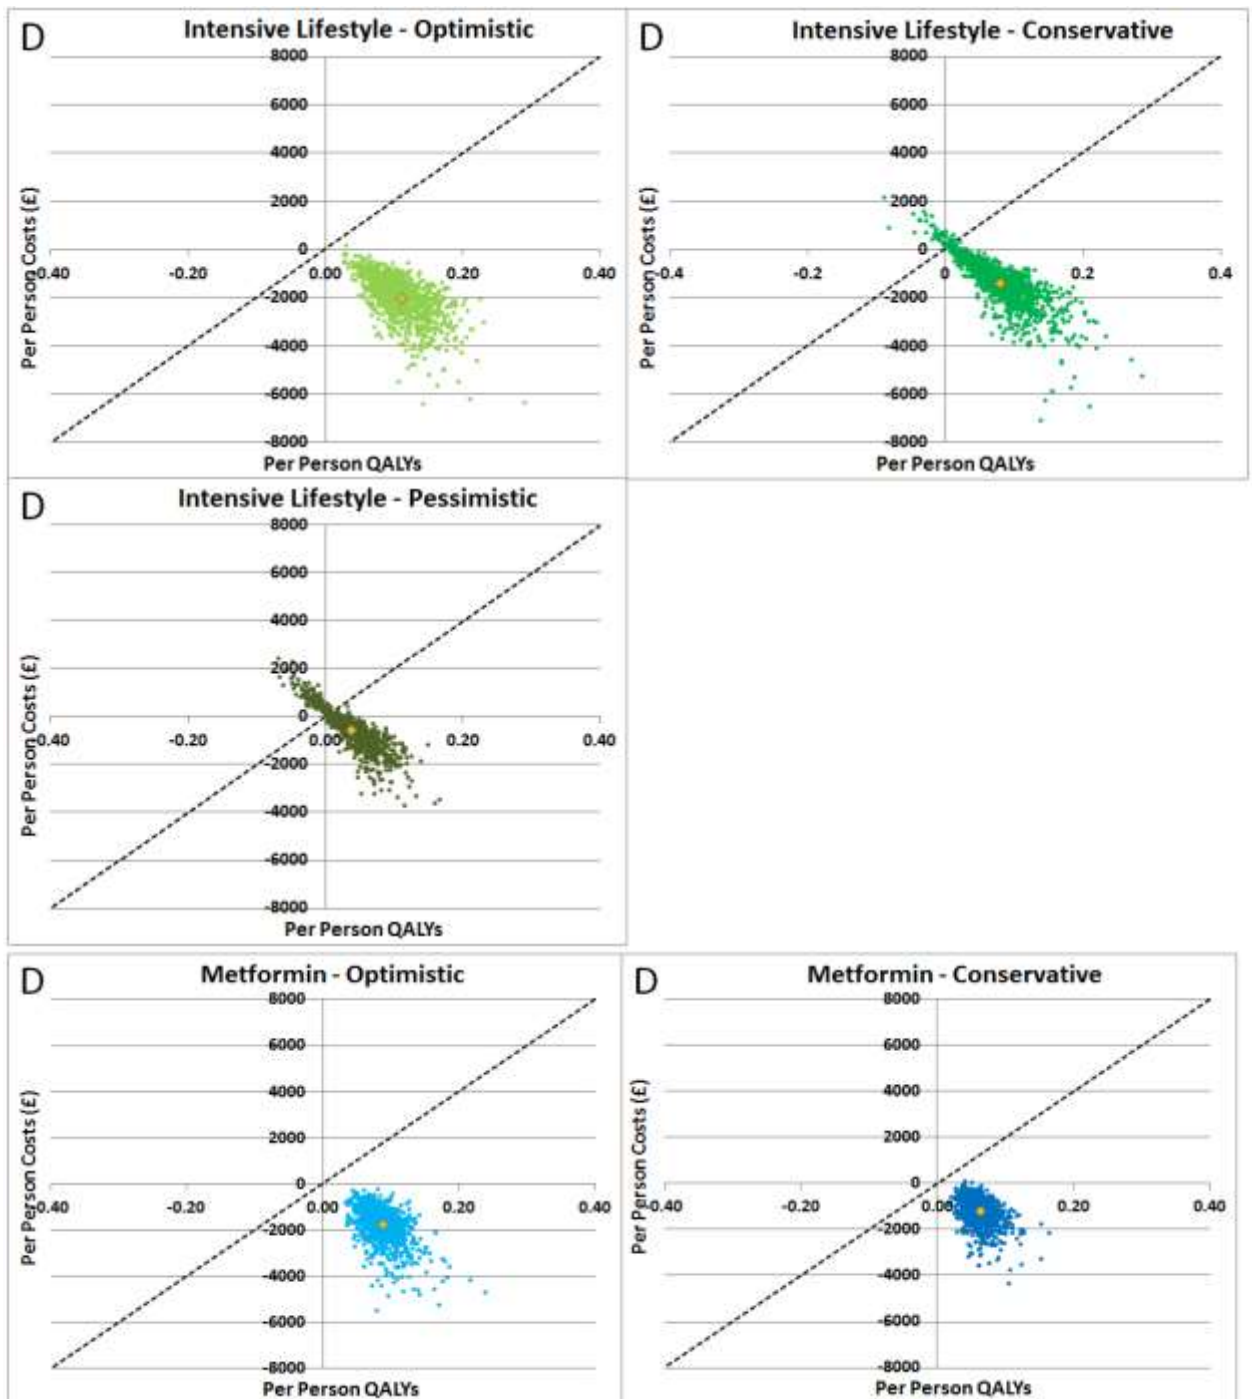 D Intensive Lifestyle - Optimistic
8000
6000
4000
2000
0
-0.40 -0.20 0.00 0.20 0.40
-2000
-4000
-6000
-8000
Per Person Costs (£)
Per Person QALYs
D Intensive Lifestyle - Conservative
8000
6000
4000
2000
0
-0.4 -0.2 0 0.2 0.4
-2000
-4000
-6000
-8000
Per Person Costs (£)
Per Person QALYs
D Intensive Lifestyle - Pessimistic
8000
6000
4000
2000
0
-0.40 -0.20 0.00 0.20 0.40
-2000
-4000
-6000
-8000
Per Person Costs (£)
Per Person QALYs
D Metformin - Optimistic
8000
6000
4000
2000
0
-0.40 -0.20 0.00 0.20 0.40
-2000
-4000
-6000
-8000
Per Person Costs (£)
Per Person QALYs
D Metformin - Conservative
8000
6000
4000
2000
0
-0.40 -0.20 0.00 0.20 0.40
-2000
-4000
-6000
-8000
Per Person Costs (£)
Per Person QALYs